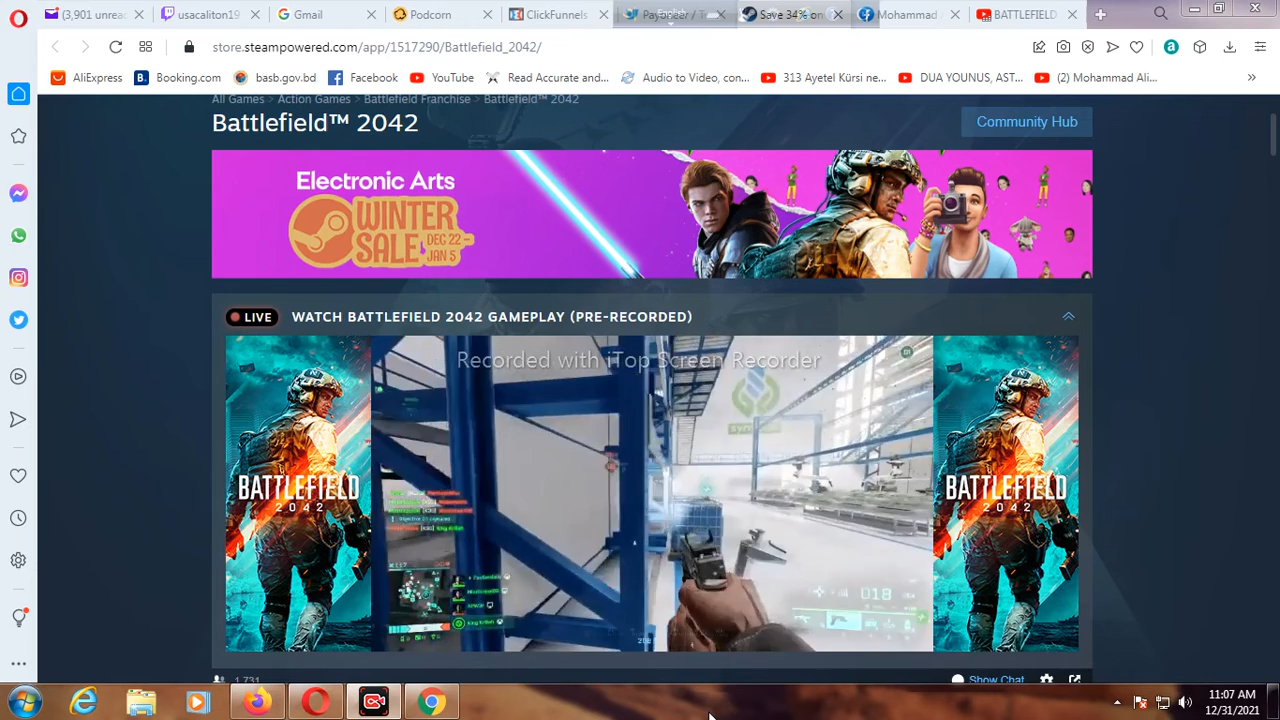 (3,901 unrea
usacaliton19
Gmail
Podcorn
ClickFunnels
English
Save 34% on
Mohammad
BATTLEFIELD
store.steampowered.com/app/1517290/Battlefield_2042/
AliExpress
Booking.com
basb.gov.bd
Facebook
YouTube
Read Accurate and...
Audio to Video, con...
313 Ayetel Kürsi ne...
DUA YOUNUS, AST...
(2) Mohammad Ali...
All Games > Action Games > Battlefield Franchise > Battlefield™ 2042
Battlefield™ 2042
Community Hub
Electronic Arts
WINTER
SALE
DEC 22 –
JAN 5
LIVE
WATCH BATTLEFIELD 2042 GAMEPLAY (PRE-RECORDED)
Recorded with iTop Screen Recorder
BATTLEFIELD
2042
BATTLEFIELD
2042
018
1,731
Show Chat
11:07 AM
12/31/2021